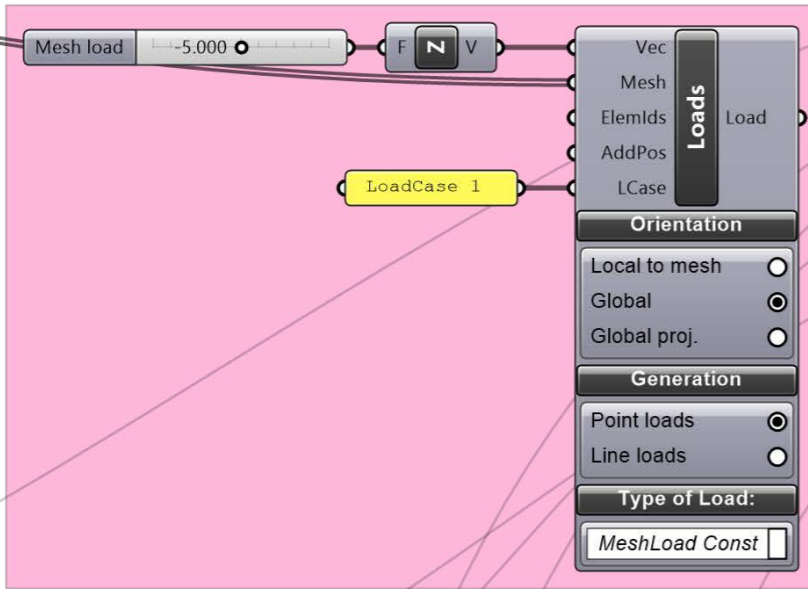 Mesh load -5.000 F Z V
Vec
Mesh
ElemIds
AddPos
LCase
Loads
Load
LoadCase 1
Orientation
Local to mesh
Global
Global proj.
Generation
Point loads
Line loads
Type of Load:
MeshLoad Const